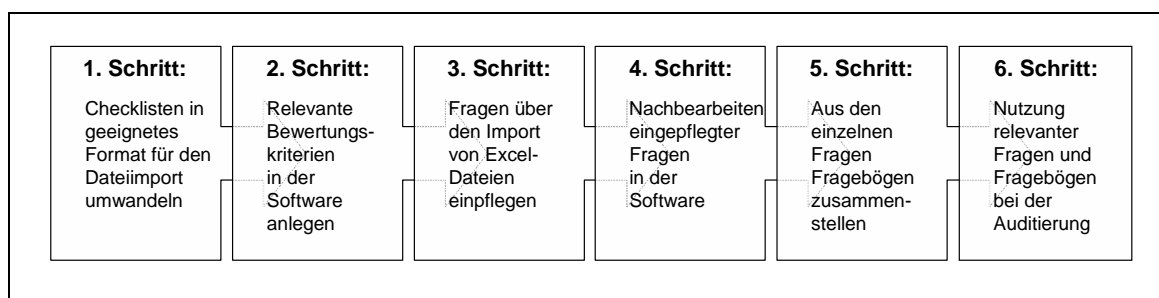 1. Schritt:
Checklisten in
geeignetes
Format für den
Dateiimport
umwandeln
2. Schritt:
Relevante
Bewertungs-
kriterien
in der
Software
anlegen
3. Schritt:
Fragen über
den Import
von Excel-
Dateien
einpflegen
4. Schritt:
Nachbearbeiten
eingepflegter
Fragen
in der
Software
5. Schritt:
Aus den
einzelnen
Fragen
Fragebögen
zusammen-
stellen
6. Schritt:
Nutzung
relevanter
Fragen und
Fragebögen
bei der
Auditierung